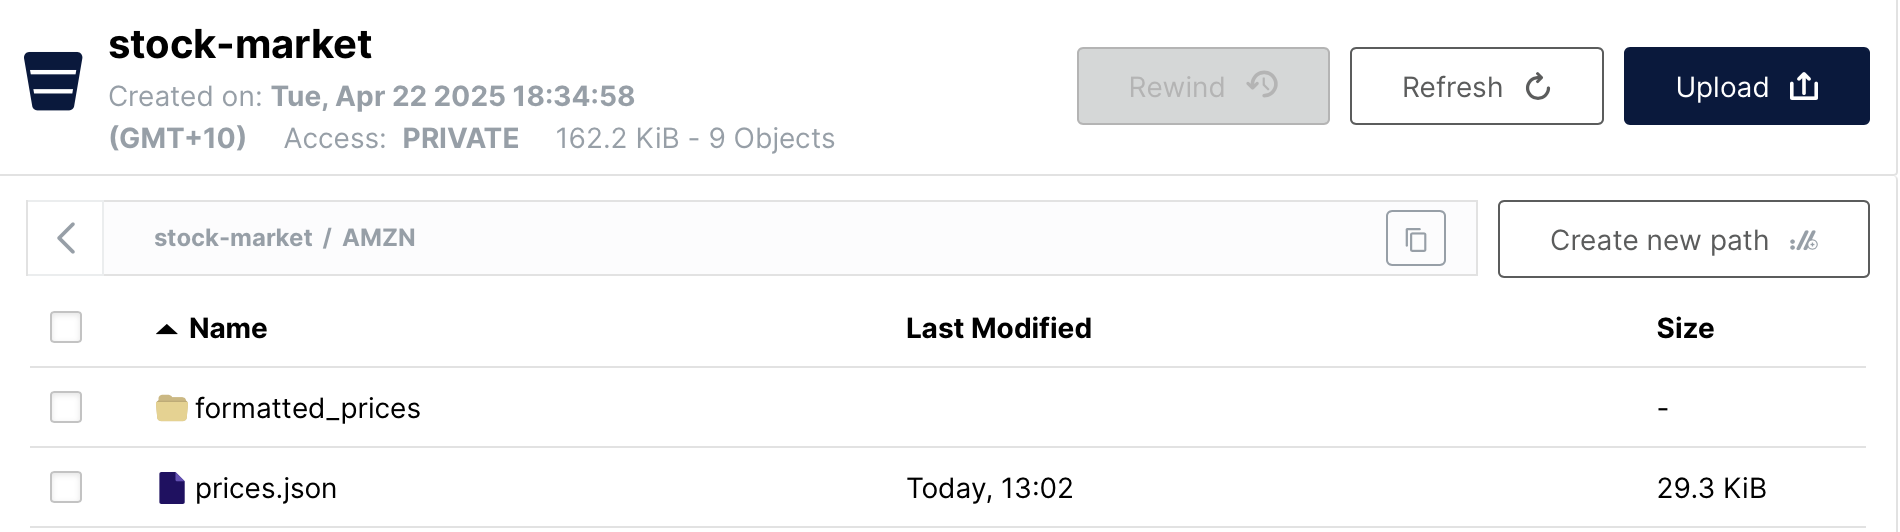 stock-market
Created on: Tue, Apr 22 2025 18:34:58
(GMT+10) Access: PRIVATE 162.2 KiB - 9 Objects
Rewind
Refresh
Upload
stock-market / AMZN
Create new path
Name Last Modified Size
formatted_prices -
prices.json Today, 13:02 29.3 KiB